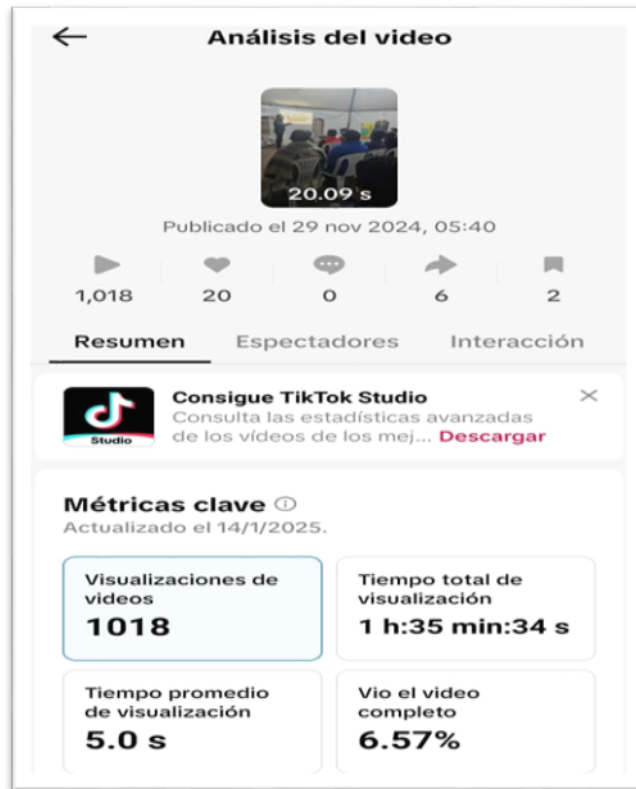 Análisis del video
20.09 s
Publicado el 29 nov 2024, 05:40
1,018 20 0 6 2
Resumen Espectadores Interacción
Consigue TikTok Studio
Consulta las estadísticas avanzadas
de los vídeos de los mej... Descargar
Studio
Métricas clave
Actualizado el 14/1/2025.
Visualizaciones de
videos
1018
Tiempo total de
visualización
1 h:35 min:34 s
Tiempo promedio
de visualización
5.0 s
Vio el video
completo
6.57%